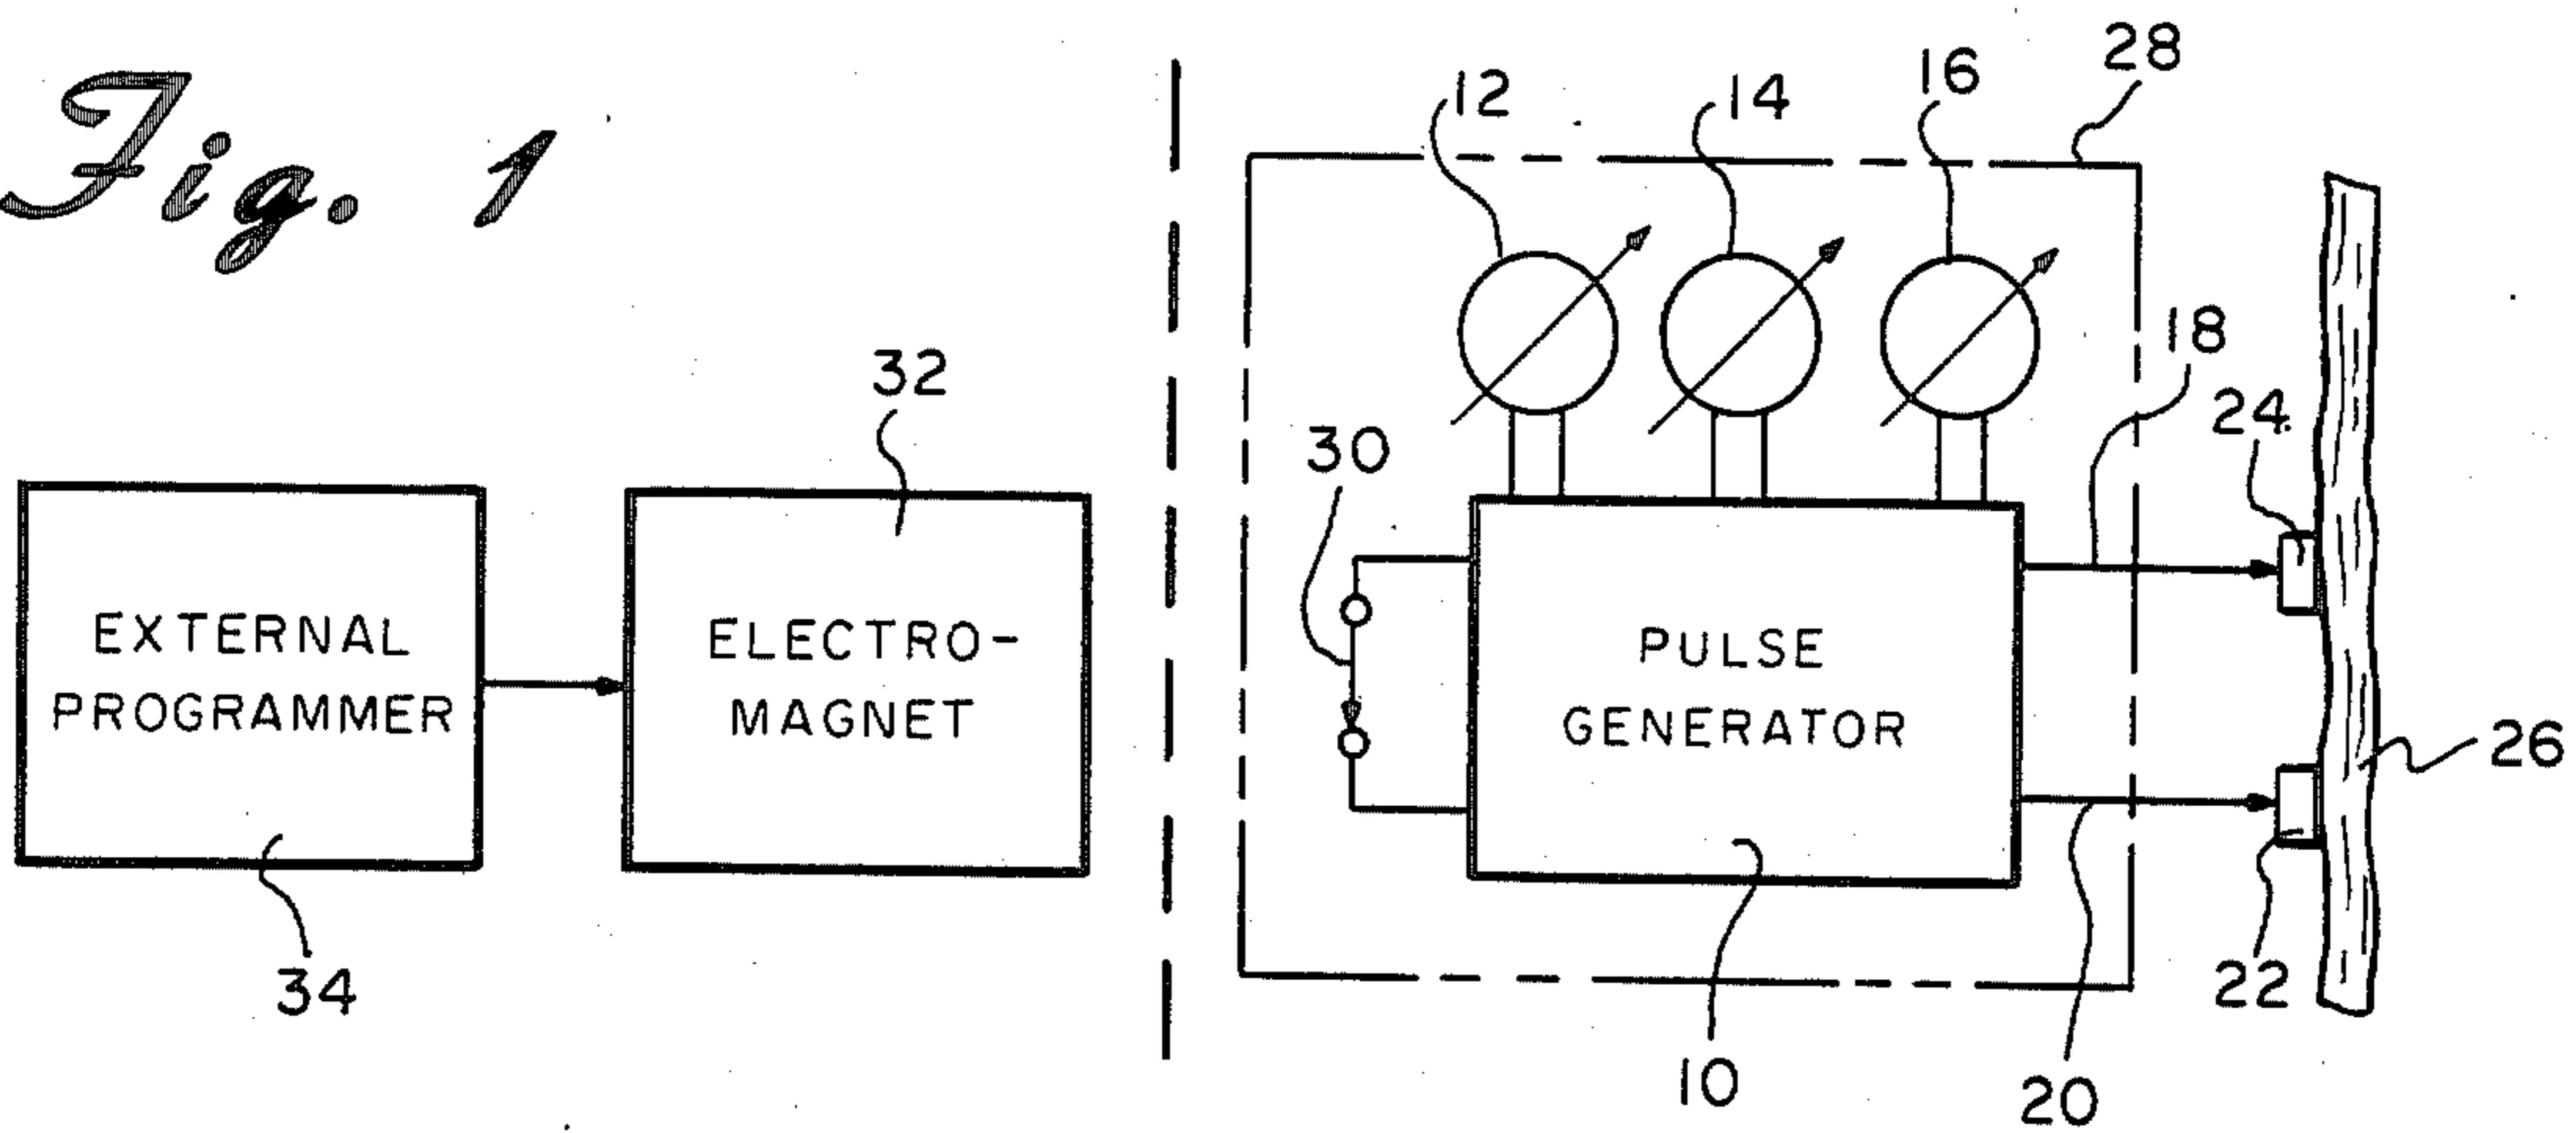 Fig. 1
12
14
16
28
18
32
24
30
EXTERNAL
PROGRAMMER
ELECTRO-
MAGNET
PULSE
GENERATOR
26
34
22
10
20